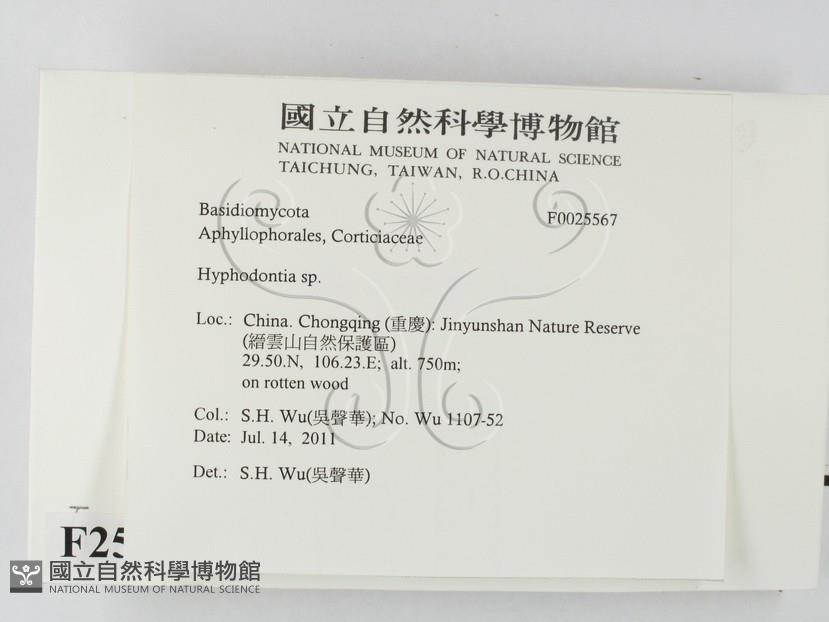 國立自然科學博物館
NATIONAL MUSEUM OF NATURAL SCIENCE
TAICHUNG, TAIWAN, R.O.CHINA
Basidiomycota F0025567
Aphyllophorales, Corticiaceae
Hyphodontia sp.
Loc.: China. Chongqing (重慶): Jinyunshan Nature Reserve
(縉雲山自然保護區)
29.50.N, 106.23.E; alt. 750m;
on rotten wood
Col.: S.H. Wu(吳聲華); No. Wu 1107-52
Date: Jul. 14, 2011
Det.: S.H. Wu(吳聲華)
F25
國立自然科學博物館
NATIONAL MUSEUM OF NATURAL SCIENCE